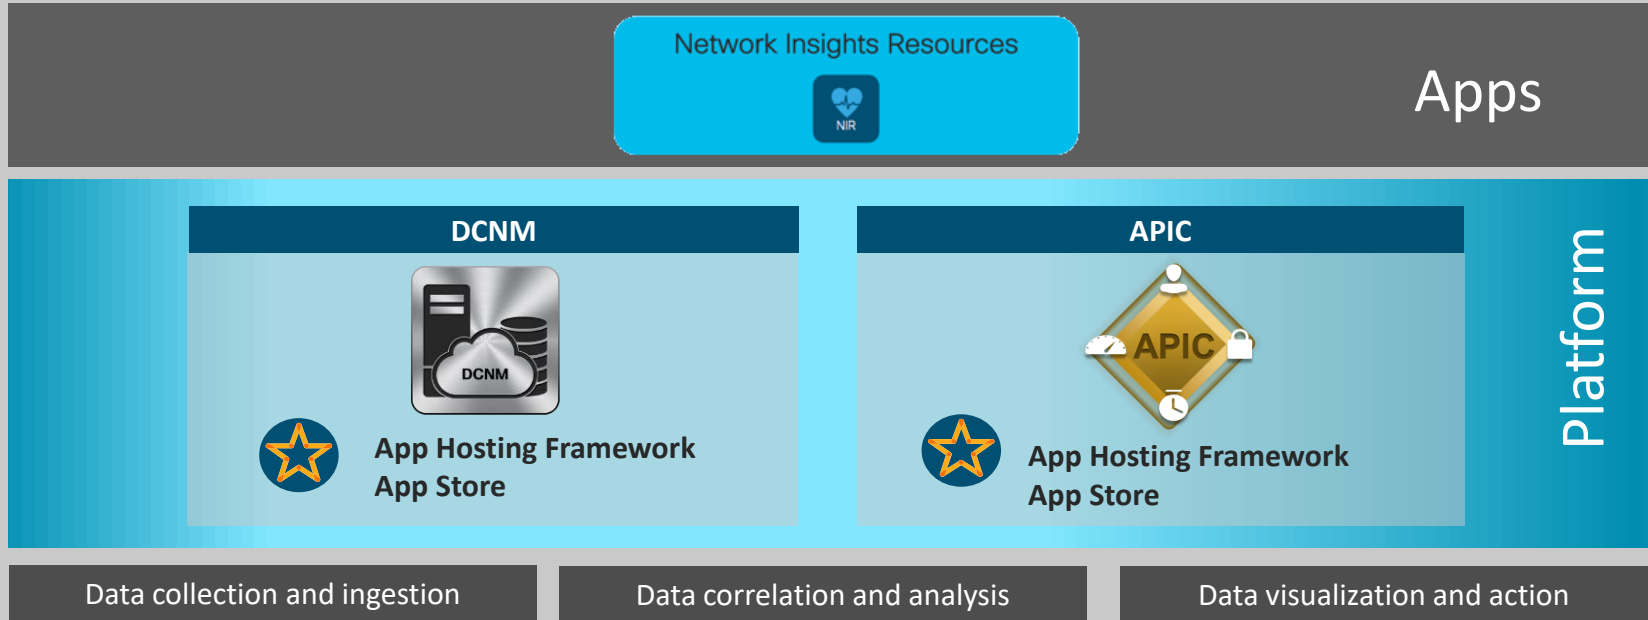 Network Insights Resources
NIR
Apps
DCNM
DCNM
App Hosting Framework
App Store
APIC
APIC
App Hosting Framework
App Store
Platform
Data collection and ingestion
Data correlation and analysis
Data visualization and action